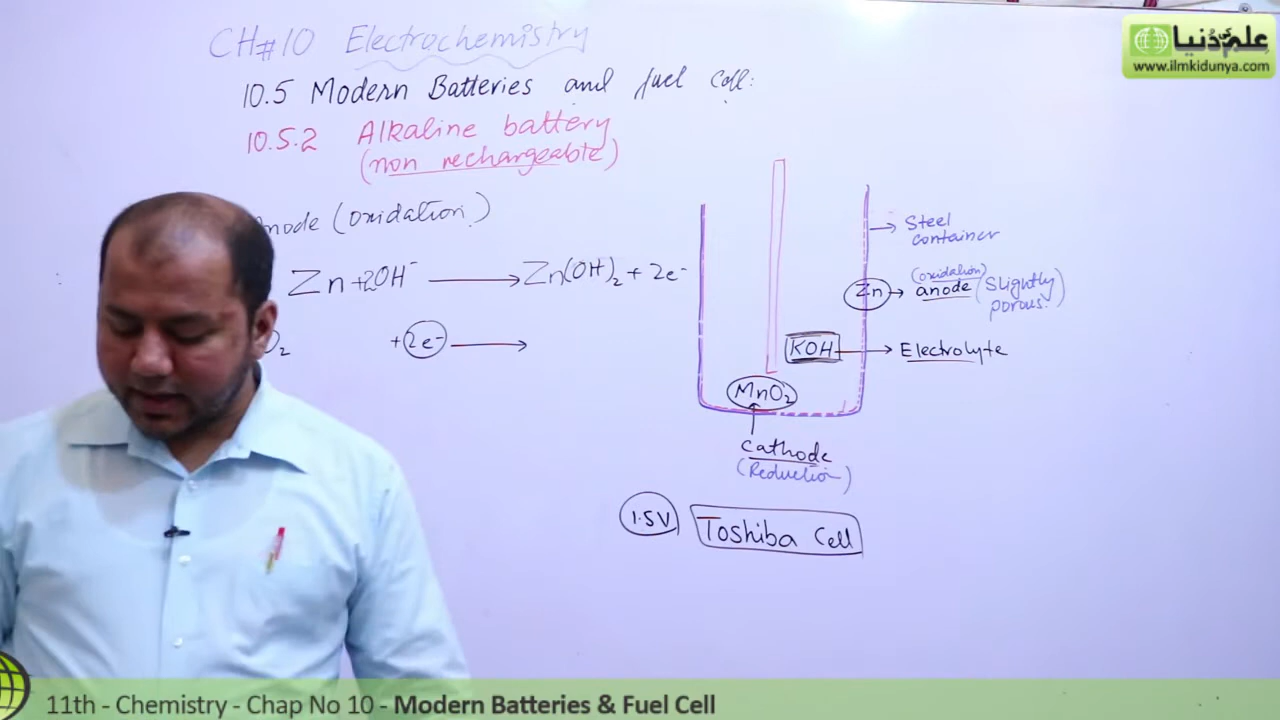 CH#10 Electrochemistry
10.5 Modern Batteries and fuel cell:
10.5.2 Alkaline battery
(non rechargeable)
node (oxidation)
Zn + 2OH⁻ ⟶ Zn(OH)₂ + 2e⁻
O₂ + 2e⁻ ⟶
Steel
container
(oxidation)
Zn → anode (Slightly
porous.)
KOH → Electrolyte
MnO₂
Cathode
(Reduction)
1.5V Toshiba Cell
علم کی دُنیا
www.ilmkidunya.com
11th - Chemistry - Chap No 10 - Modern Batteries & Fuel Cell